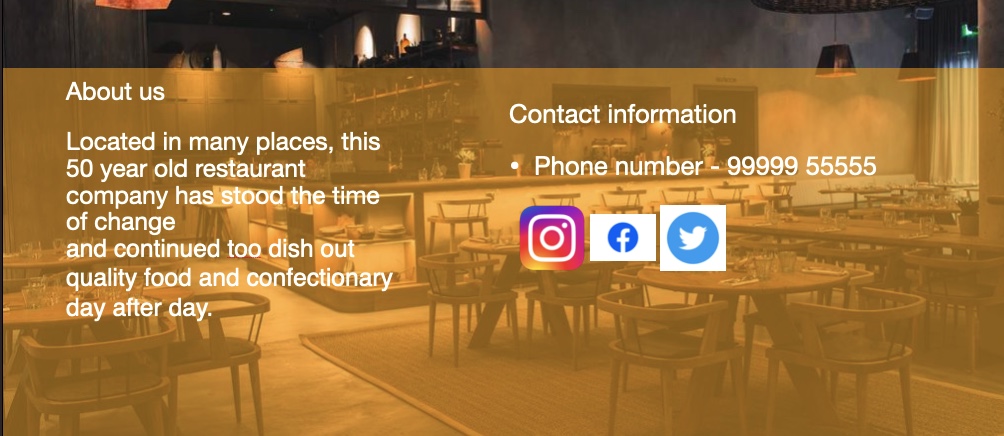 About us
Located in many places, this
50 year old restaurant
company has stood the time
of change
and continued too dish out
quality food and confectionary
day after day.
Contact information
• Phone number - 99999 55555